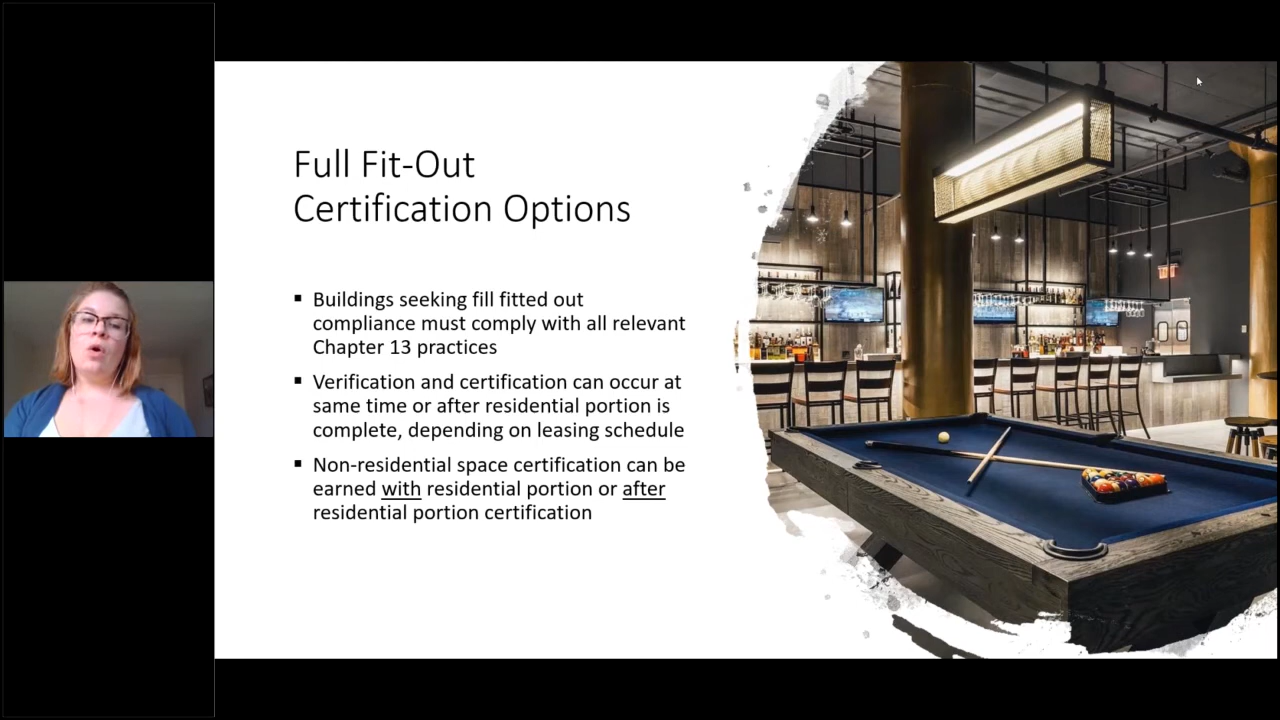 Full Fit-Out
Certification Options
▪ Buildings seeking fill fitted out
compliance must comply with all relevant
Chapter 13 practices
▪ Verification and certification can occur at
same time or after residential portion is
complete, depending on leasing schedule
▪ Non-residential space certification can be
earned with residential portion or after
residential portion certification